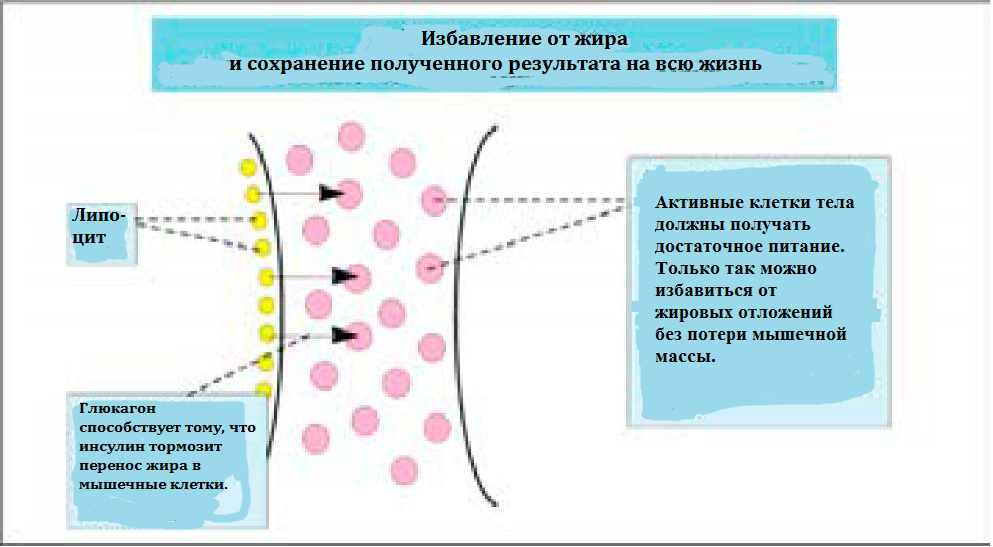 Избавление от жира
и сохранение полученного результата на всю жизнь
Липо-
цит
Активные клетки тела
должны получать
достаточное питание.
Только так можно
избавиться от
жировых отложений
без потери мышечной
массы.
Глюкагон
способствует тому, что
инсулин тормозит
перенос жира в
мышечные клетки.